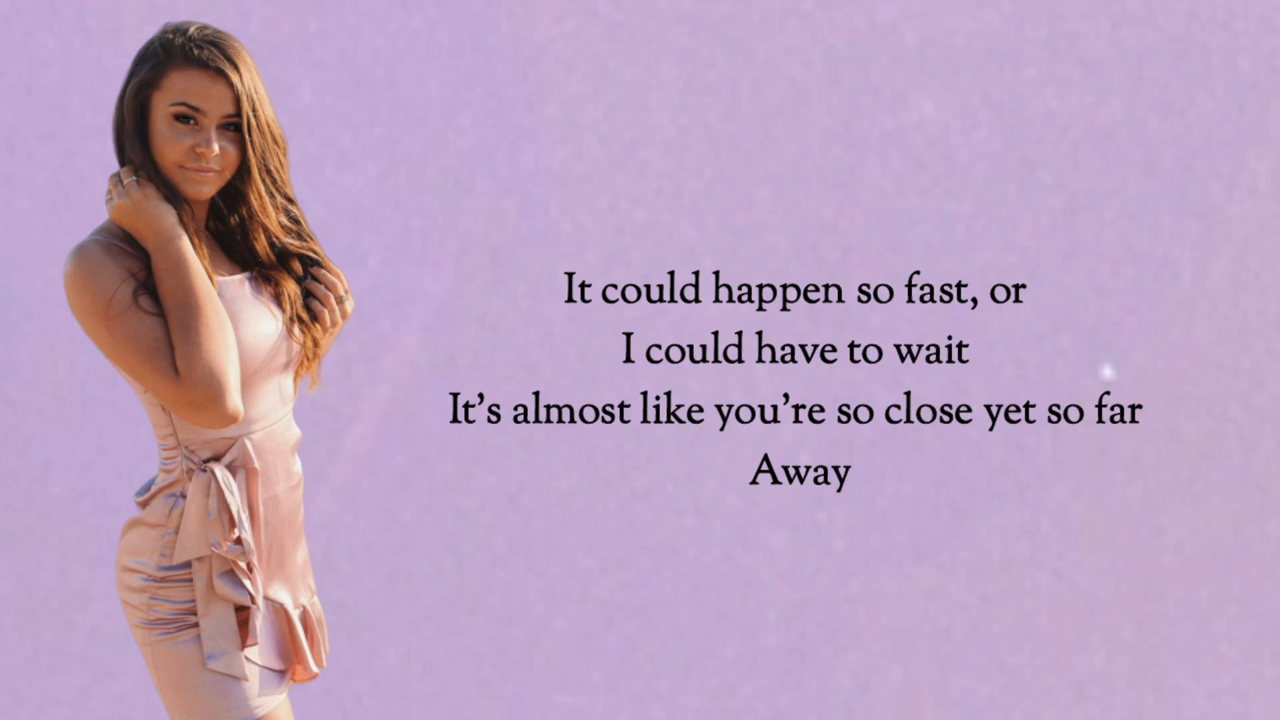 It could happen so fast, or
I could have to wait
It’s almost like you’re so close yet so far
Away